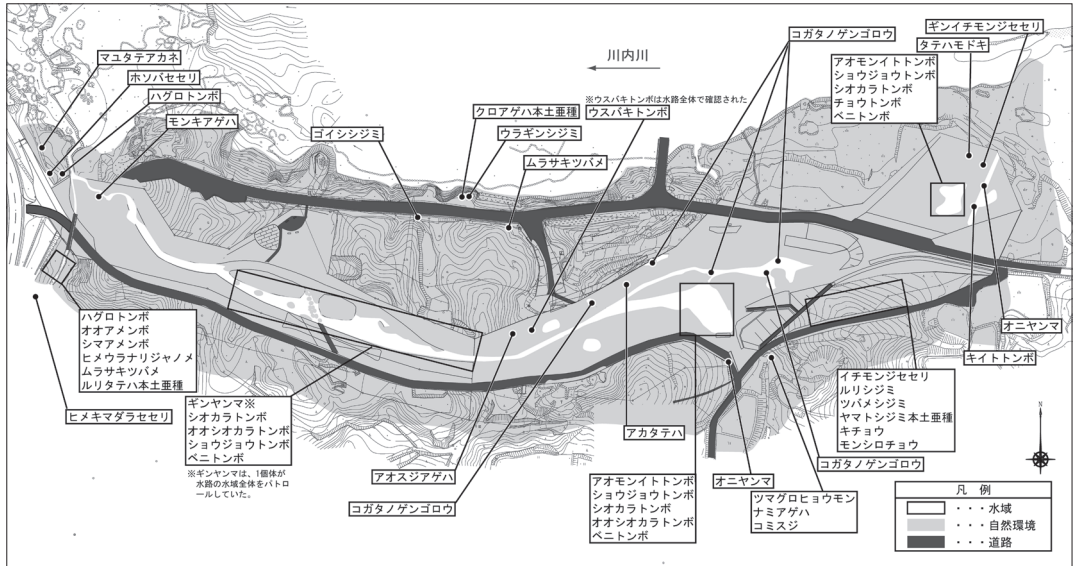 マユタテアカネ
ホソバセセリ
ハグロトンボ
モンキアゲハ
ゴイシシジミ
クロアゲハ本土亜種
ウラギンシジミ
ムラサキツバメ
川内川
※ウスバキトンボは水路全体で確認された
ウスバキトンボ
コガタノゲンゴロウ
ギンイチモンジセセリ
タテハモドキ
アオモンイトトンボ
ショウジョウトンボ
シオカラトンボ
チョウトンボ
ベニトンボ
オニヤンマ
キイトトンボ
ハグロトンボ
オオアメンボ
シマアメンボ
ヒメウラナリジャノメ
ムラサキツバメ
ルリタテハ本土亜種
ヒメキマダラセセリ
ギンヤンマ※
シオカラトンボ
オオシオカラトンボ
ショウジョウトンボ
ベニトンボ
※ギンヤンマは、1個体が
水路の水域全体をパトロ
ールしていた。
アオスジアゲハ
コガタノゲンゴロウ
アカタテハ
アオモンイトトンボ
ショウジョウトンボ
シオカラトンボ
オオシオカラトンボ
ベニトンボ
オニヤンマ
ツマグロヒョウモン
ナミアゲハ
コミスジ
コガタノゲンゴロウ
イチモンジセセリ
ルリシジミ
ツバメシジミ
ヤマトシジミ本土亜種
キチョウ
モンシロチョウ
N
凡 例
・・・水域
・・・自然環境
・・・道路